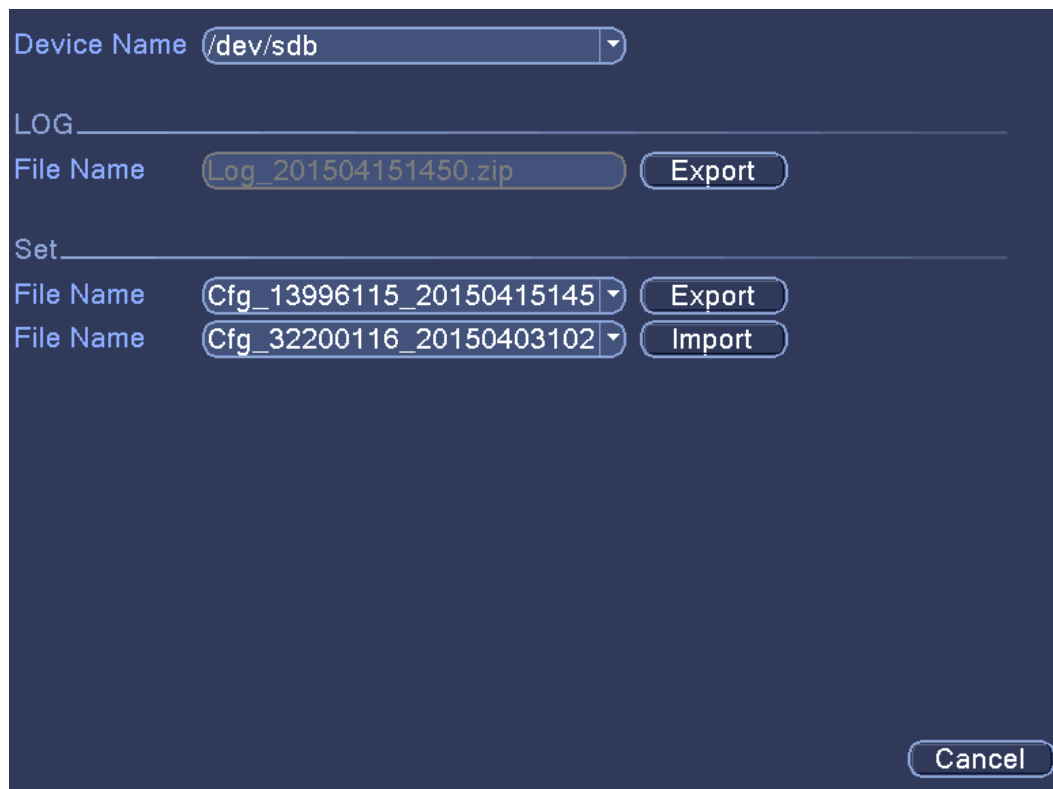 Device Name /dev/sdb
LOG
File Name Log_201504151450.zip Export
Set
File Name Cfg_13996115_20150415145 Export
File Name Cfg_32200116_20150403102 Import
Cancel